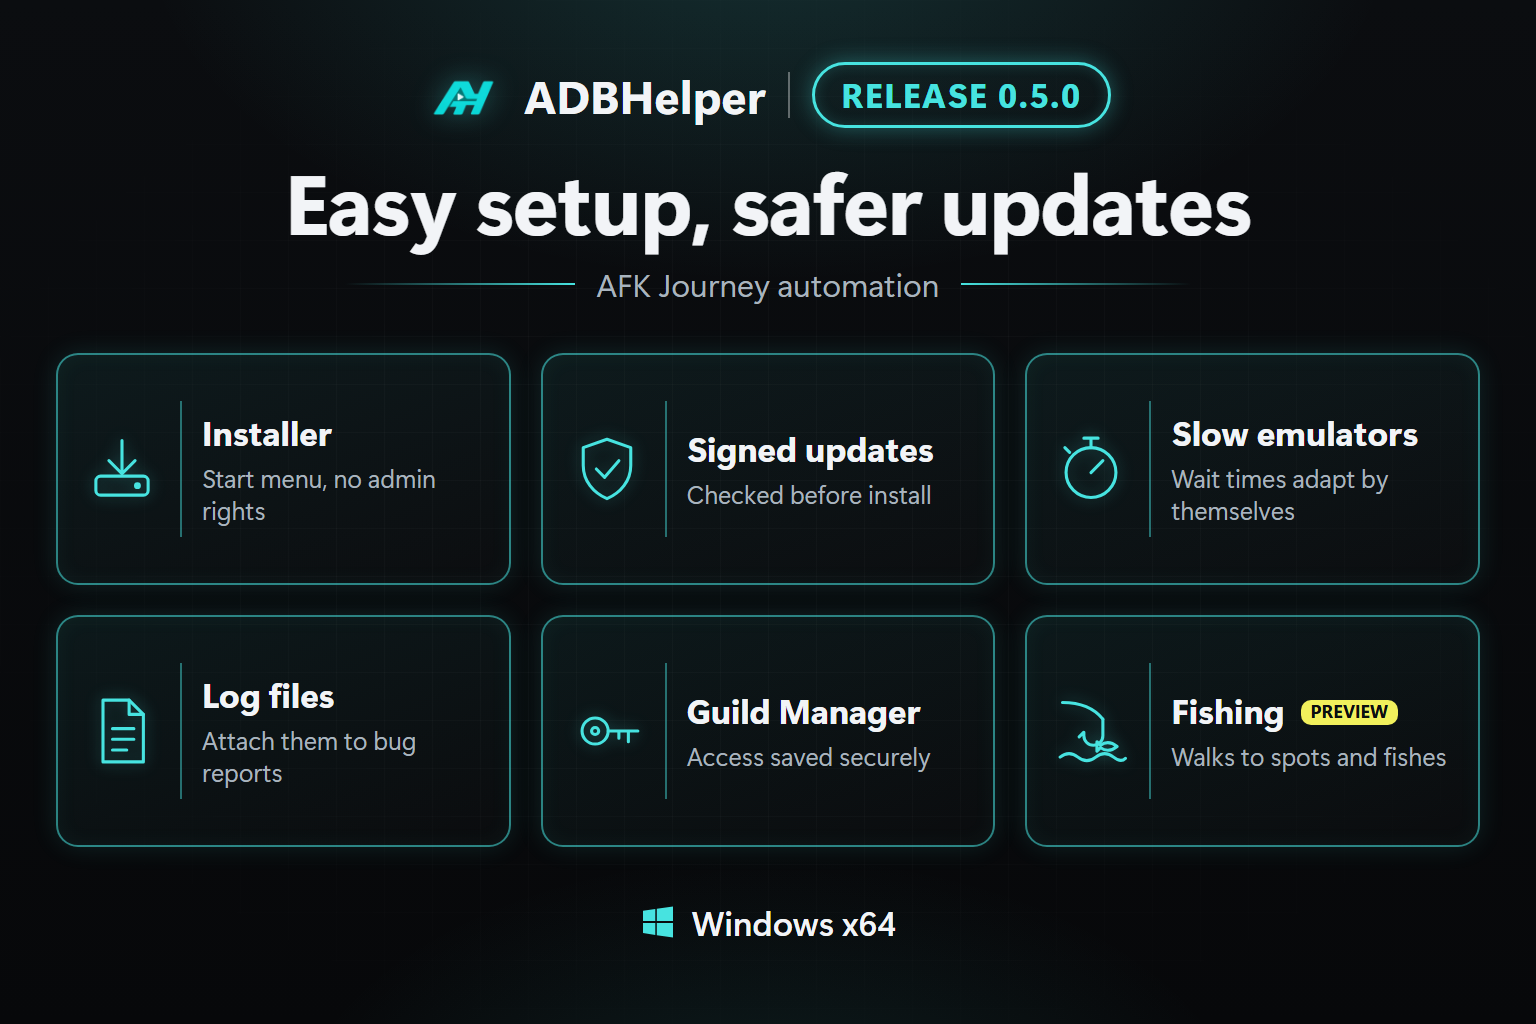 ADBHelper
RELEASE 0.5.0
Easy setup, safer updates
AFK Journey automation
Installer
Start menu, no admin
rights
Signed updates
Checked before install
Slow emulators
Wait times adapt by
themselves
Log files
Attach them to bug
reports
Guild Manager
Access saved securely
Fishing PREVIEW
Walks to spots and fishes
Windows x64